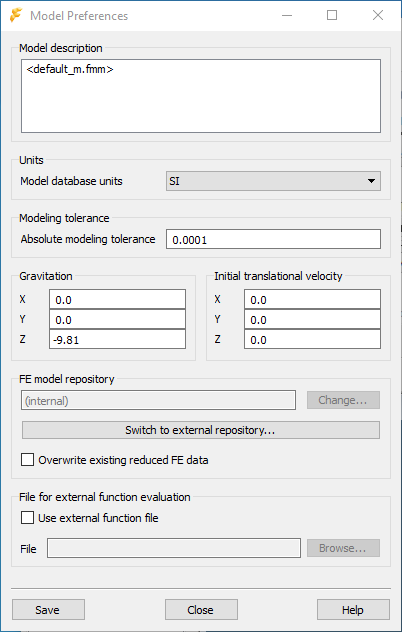 Model Preferences
Model description
<default_m.fmm>
Units
Model database units SI
Modeling tolerance
Absolute modeling tolerance 0.0001
Gravitation Initial translational velocity
X 0.0 X 0.0
Y 0.0 Y 0.0
Z -9.81 Z 0.0
FE model repository
(internal) Change...
Switch to external repository...
Overwrite existing reduced FE data
File for external function evaluation
Use external function file
File Browse...
Save Close Help